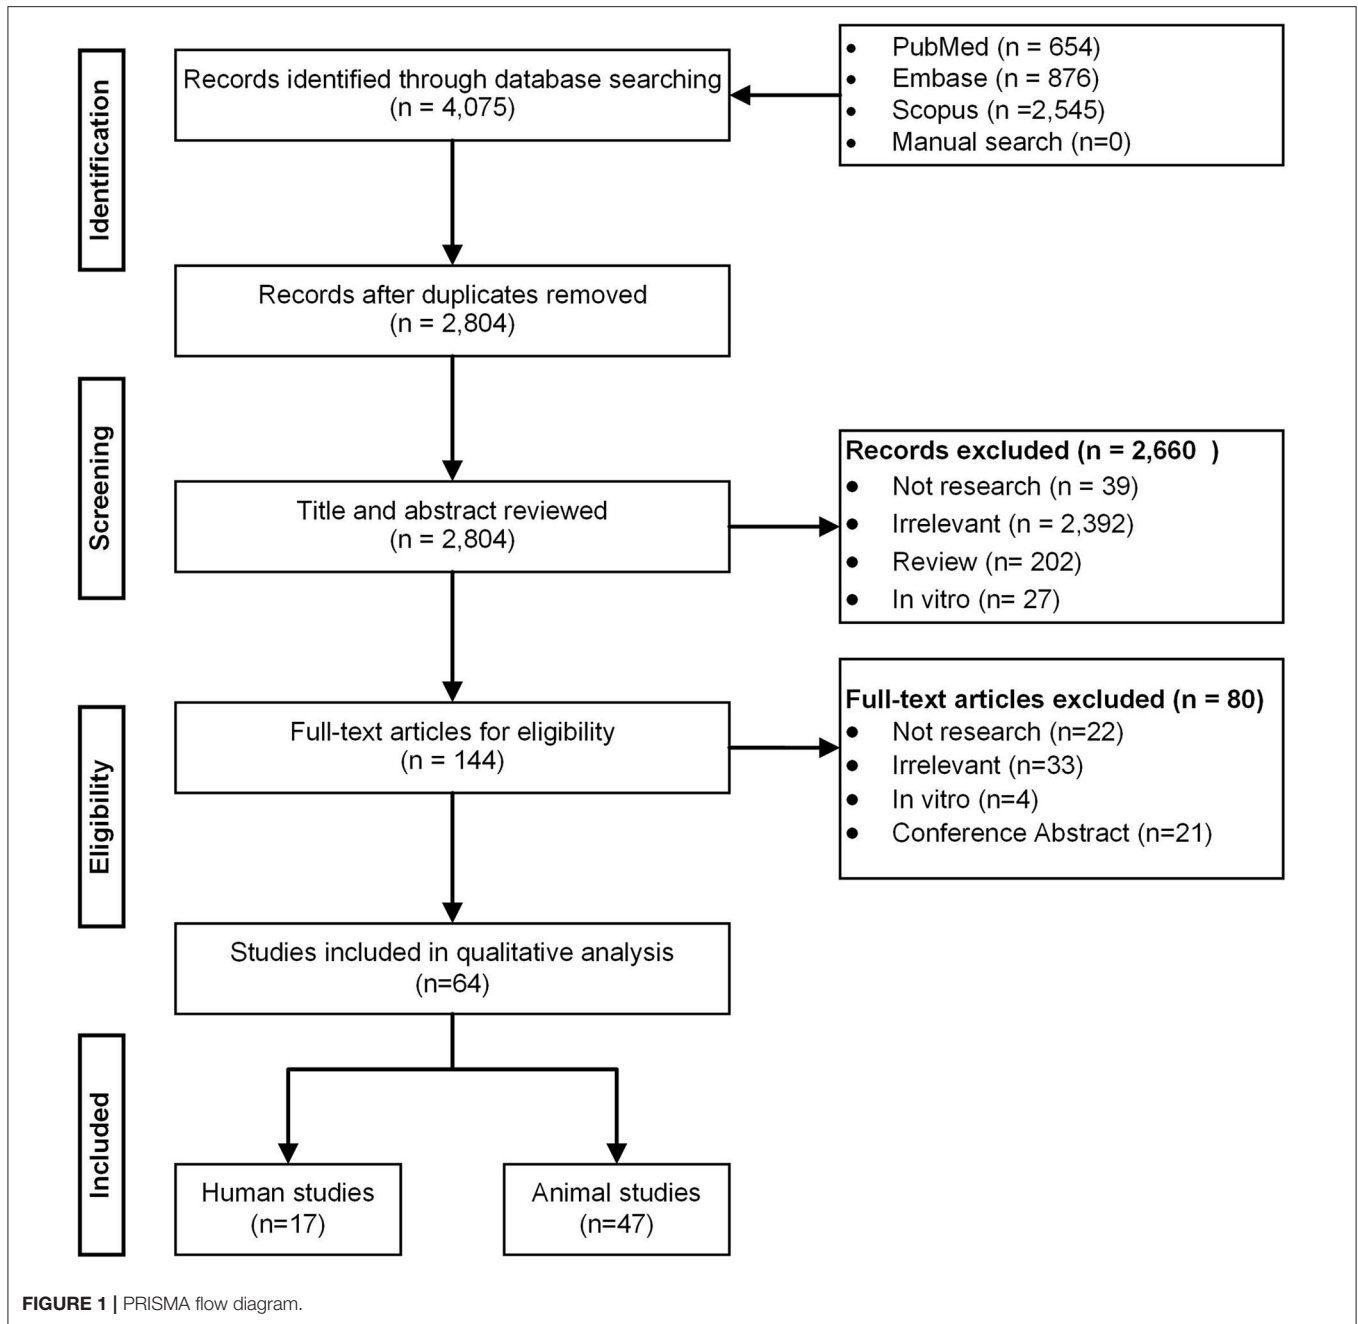 Identification
Records identified through database searching
(n = 4,075)
• PubMed (n = 654)
• Embase (n = 876)
• Scopus (n =2,545)
• Manual search (n=0)
Records after duplicates removed
(n = 2,804)
Screening
Title and abstract reviewed
(n = 2,804)
Records excluded (n = 2,660 )
• Not research (n = 39)
• Irrelevant (n = 2,392)
• Review (n= 202)
• In vitro (n= 27)
Eligibility
Full-text articles for eligibility
(n = 144)
Full-text articles excluded (n = 80)
• Not research (n=22)
• Irrelevant (n=33)
• In vitro (n=4)
• Conference Abstract (n=21)
Studies included in qualitative analysis
(n=64)
Included
Human studies
(n=17)
Animal studies
(n=47)
FIGURE 1 | PRISMA flow diagram.